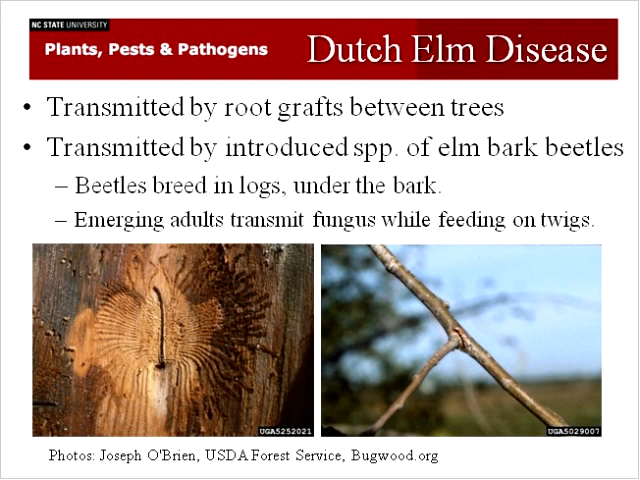 NC STATE UNIVERSITY
Plants, Pests & Pathogens
Dutch Elm Disease
• Transmitted by root grafts between trees
• Transmitted by introduced spp. of elm bark beetles
– Beetles breed in logs, under the bark.
– Emerging adults transmit fungus while feeding on twigs.
UGA5252021
UGA5029007
Photos: Joseph O'Brien, USDA Forest Service, Bugwood.org